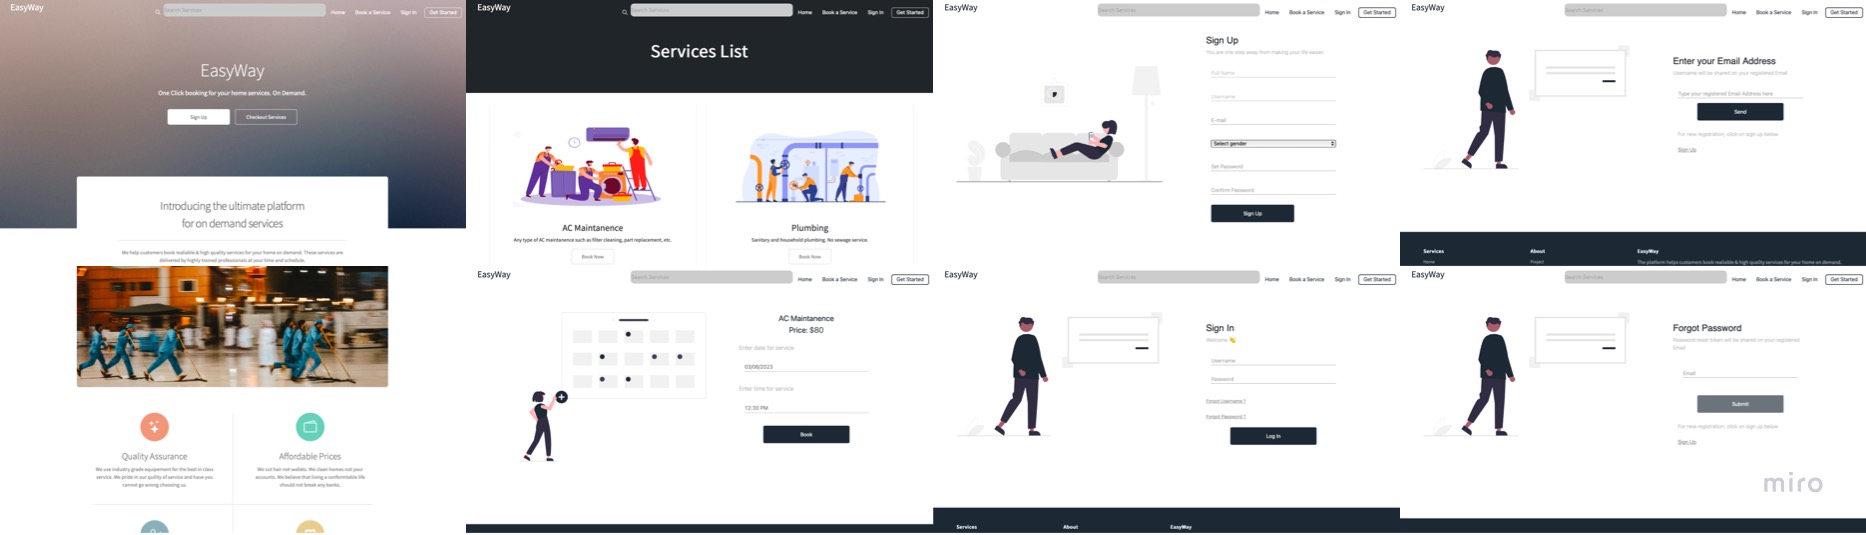 EasyWay
Search Services
Home Book a Service Sign In Get Started
EasyWay
One Click booking for your home services. On Demand.
Sign Up Checkout Services
Introducing the ultimate platform
for on demand services
We help customers book realiable & high quality services for your home on demand. These services are
delivered by highly trained professionals at your time and schedule.
Quality Assurance
We use industry grade equipement for the best in class
service. We pride in our quility of service and have you
cannot go wrong choosing us.
Affordable Prices
We cut hair not wallets. We clean homes not your
accounts. We believe that living a comformtable life
should not break any banks.
EasyWay
Search Services
Home Book a Service Sign In Get Started
Services List
AC Maintanence
Any type of AC maintenance such as filter cleaning, part replacement, etc.
Book Now
Plumbing
Sanitary and household plumbing, No sewage service.
Book Now
EasyWay
Search Services
Home Book a Service Sign In Get Started
AC Maintanence
Price: $80
Enter date for service
03/06/2023
Enter time for service
12:30 PM
Book
EasyWay
Search Services
Home Book a Service Sign In Get Started
Sign Up
You are one step away from making your life easier.
Full Name
Username
E-mail
Select gender
Set Password
Confirm Password
Sign Up
EasyWay
Search Services
Home Book a Service Sign In Get Started
Sign In
Welcome 👋
Username
Password
Forgot Username ?
Forgot Password ?
Log In
Services About EasyWay
EasyWay
Search Services
Home Book a Service Sign In Get Started
Enter your Email Address
Username will be shared on your registered Email
Type your registered Email Address here
Send
For new registration, click on sign up below
Sign Up
Services About EasyWay
Home Project The platform helps customers book realiable & high quality services for your home on demand.
EasyWay
Search Services
Home Book a Service Sign In Get Started
Forgot Password
Password reset token will be shared on your registered
Email
Email
Submit
For new registration, click on sign up below
Sign Up
miro